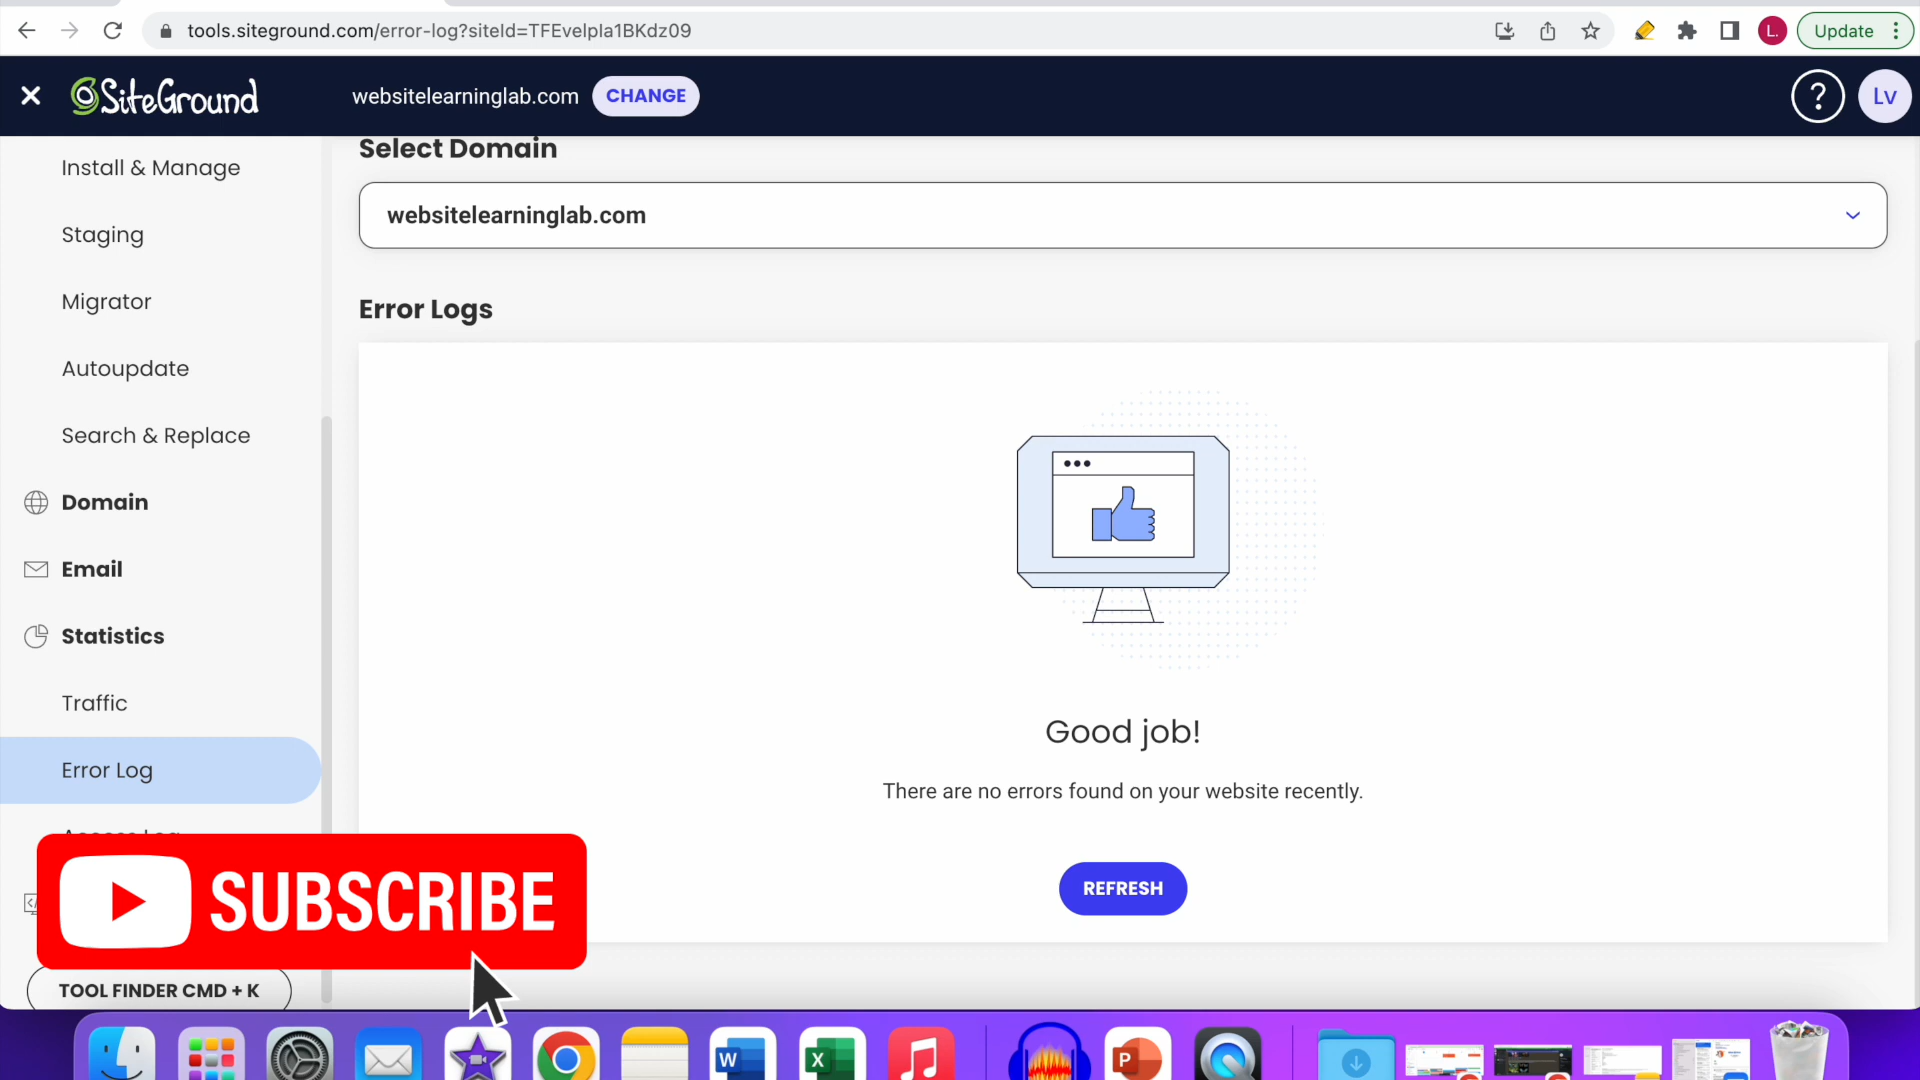 tools.siteground.com/error-log?siteId=TFEvelpla1BKdz09
L.
Update
SiteGround
websitelearninglab.com
CHANGE
?
Lv
Install & Manage
Staging
Migrator
Autoupdate
Search & Replace
Domain
Email
Statistics
Traffic
Error Log
TOOL FINDER CMD + K
Select Domain
websitelearninglab.com
Error Logs
Good job!
There are no errors found on your website recently.
REFRESH
SUBSCRIBE
W
X
P